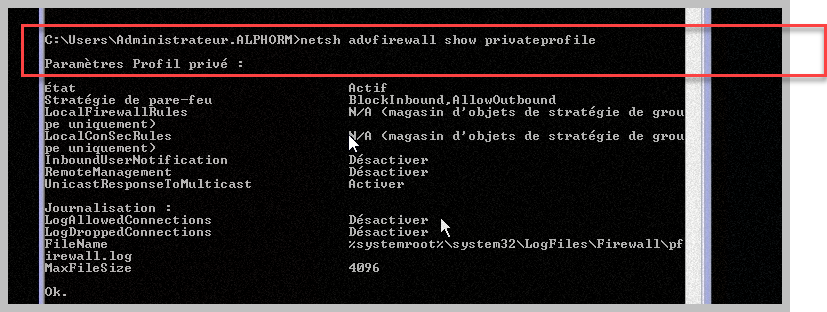 C:\Users\Administrateur.ALPHORM>netsh advfirewall show privateprofile
Paramètres Profil privé :
État Actif
Stratégie de pare-feu BlockInbound,AllowOutbound
LocalFirewallRules N/A (magasin d'objets de stratégie de grou
pe uniquement)
LocalConSecRules N/A (magasin d'objets de stratégie de grou
pe uniquement)
InboundUserNotification Désactiver
RemoteManagement Désactiver
UnicastResponseToMulticast Activer
Journalisation :
LogAllowedConnections Désactiver
LogDroppedConnections Désactiver
FileName %systemroot%\system32\LogFiles\Firewall\pf
irewall.log
MaxFileSize 4096
Ok.